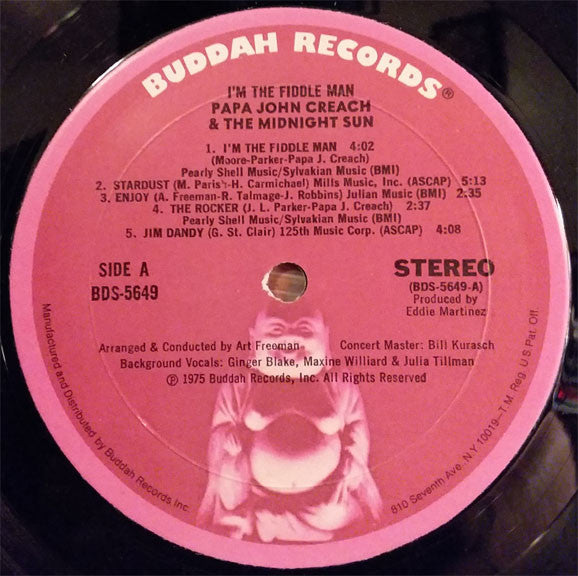 BUDDAH RECORDS®
I'M THE FIDDLE MAN
PAPA JOHN CREACH
& THE MIDNIGHT SUN
1. I'M THE FIDDLE MAN 4:02
(Moore-Parker-Papa J. Creach)
Pearly Shell Music/Sylvakian Music (BMI)
2. STARDUST (M. Parish-H. Carmichael) Mills Music, Inc. (ASCAP) 5:13
3. ENJOY (A. Freeman-R. Talmage-J. Robbins) Julian Music (BMI) 2:35
4. THE ROCKER (J. L. Parker-Papa J. Creach) 2:37
Pearly Shell Music/Sylvakian Music (BMI)
5. JIM DANDY (G. St. Clair) 125th Music Corp. (ASCAP) 4:08
SIDE A
BDS-5649
STEREO
(BDS-5649-A)
Produced by
Eddie Martinez
Arranged & Conducted by Art Freeman Concert Master: Bill Kurasch
Background Vocals: Ginger Blake, Maxine Williard & Julia Tillman
℗ 1975 Buddah Records, Inc. All Rights Reserved
Manufactured and Distributed by Buddah Records Inc.
810 Seventh Ave., N.Y. 10019—T.M. Reg. U.S. Pat. Off.